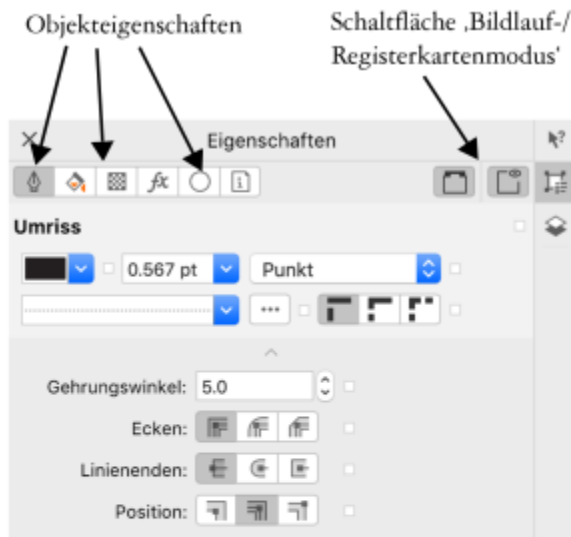 Objekteigenschaften
Schaltfläche ‚Bildlauf-/
Registerkartenmodus'
Eigenschaften
fx
Umriss
0.567 pt
Punkt
Gehrungswinkel: 5.0
Ecken:
Linienenden:
Position: